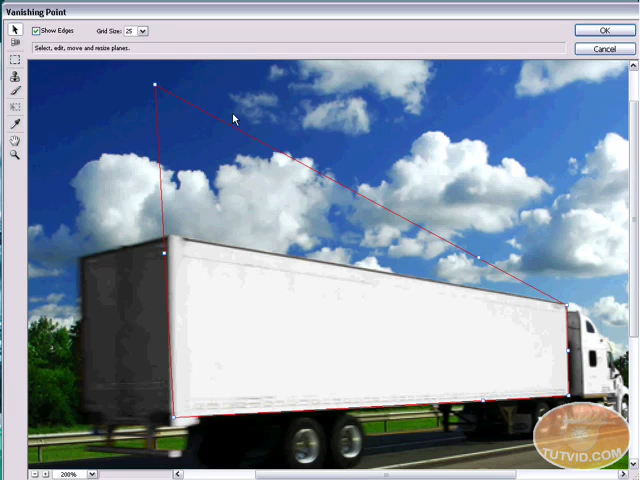 Vanishing Point
Show Edges Grid Size: 25 OK
Select, edit, move and resize planes. Cancel
TUTVID.COM
200%